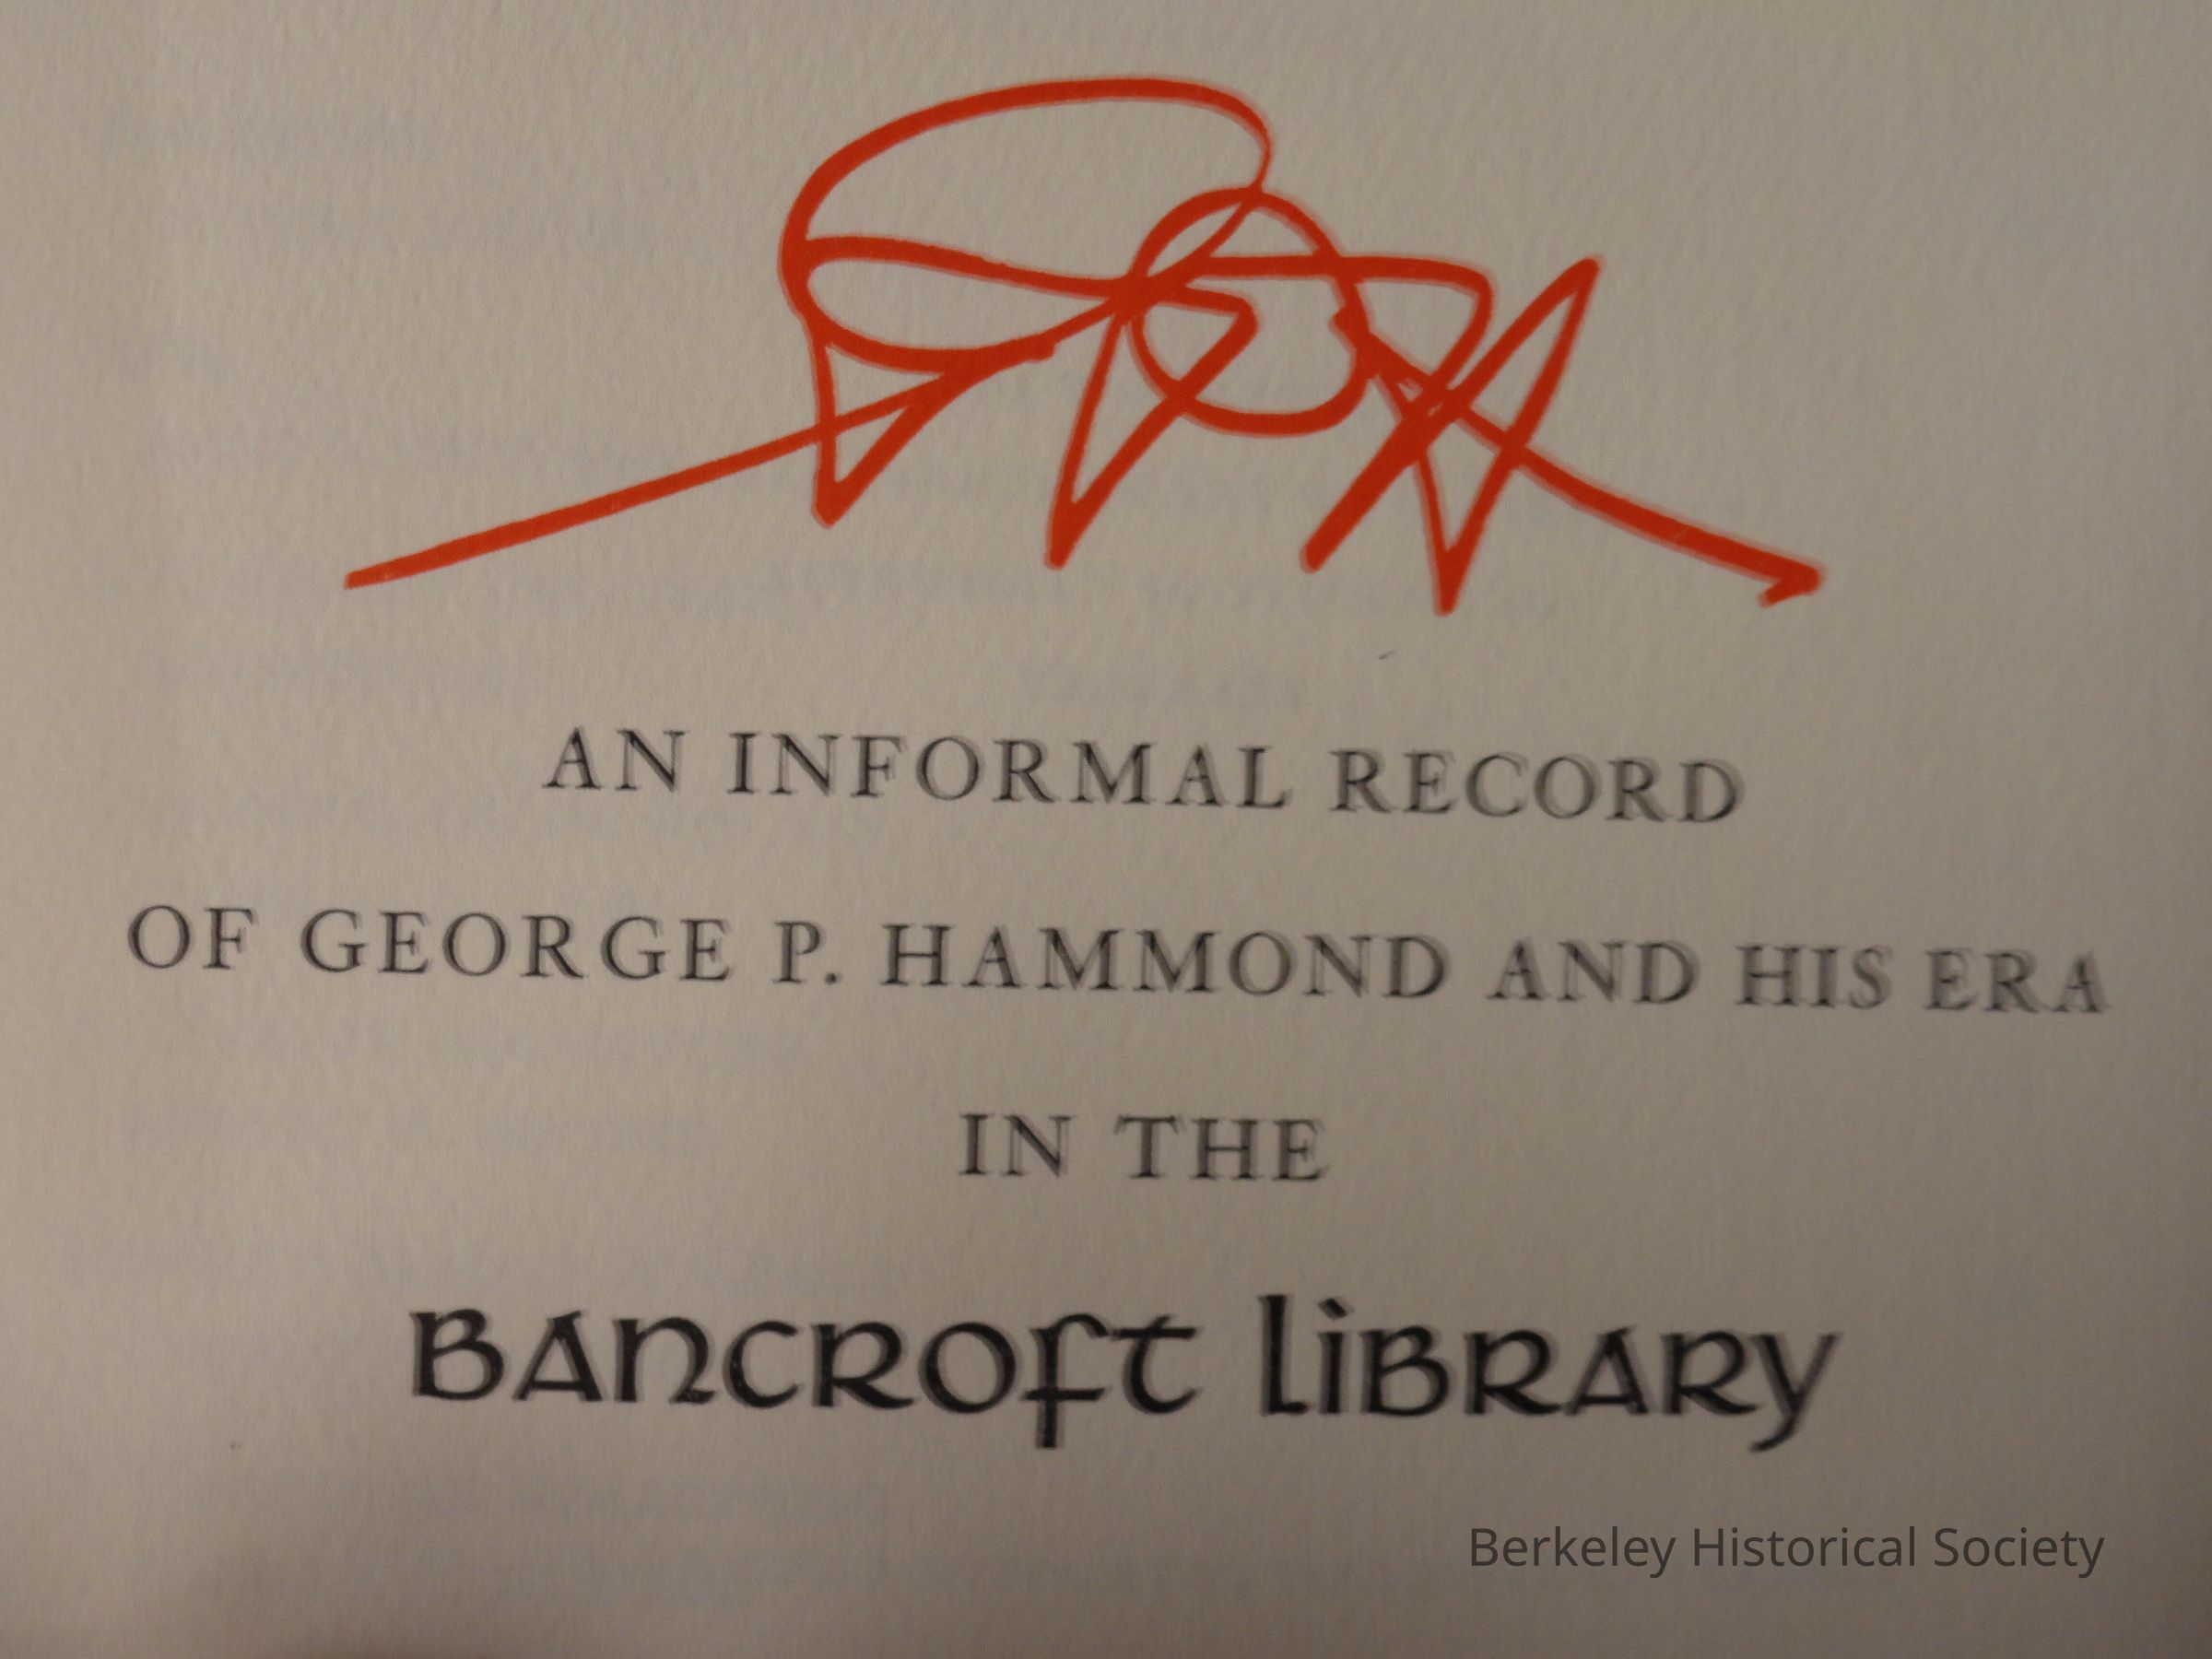 AN INFORMAL RECORD
OF GEORGE P. HAMMOND AND HIS ERA
IN THE
BANCROFT LIBRARY
Berkeley Historical Society